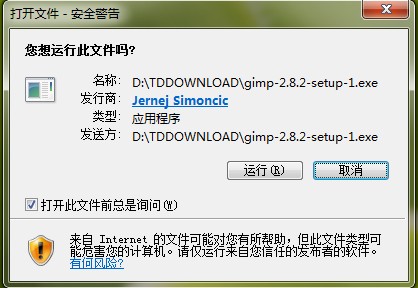 打开文件 - 安全警告
您想运行此文件吗?
名称: D:\TDDOWNLOAD\gimp-2.8.2-setup-1.exe
发行商: Jernej Simoncic
类型: 应用程序
发送方: D:\TDDOWNLOAD\gimp-2.8.2-setup-1.exe
运行(R) 取消
打开此文件前总是询问(W)
来自 Internet 的文件可能对您有所帮助，但此文件类型可
能危害您的计算机。请仅运行来自您信任的发布者的软件。
有何风险?